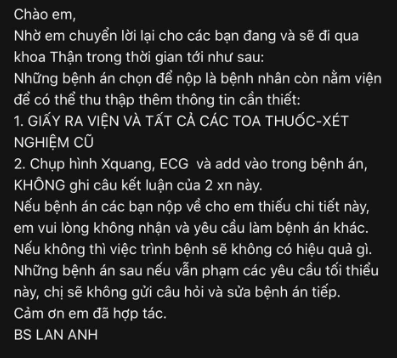 Chào em,
Nhờ em chuyển lời lại cho các bạn đang và sẽ đi qua
khoa Thận trong thời gian tới như sau:
Những bệnh án chọn để nộp là bệnh nhân còn nằm viện
để có thể thu thập thêm thông tin cần thiết:
1. GIẤY RA VIỆN VÀ TẤT CẢ CÁC TOA THUỐC-XÉT
NGHIỆM CŨ
2. Chụp hình Xquang, ECG và add vào trong bệnh án,
KHÔNG ghi câu kết luận của 2 xn này.
Nếu bệnh án các bạn nộp về cho em thiếu chi tiết này,
em vui lòng không nhận và yêu cầu làm bệnh án khác.
Nếu không thì việc trình bệnh sẽ không có hiệu quả gì.
Những bệnh án sau nếu vẫn phạm các yêu cầu tối thiểu
này, chị sẽ không gửi câu hỏi và sửa bệnh án tiếp.
Cảm ơn em đã hợp tác.
BS LAN ANH